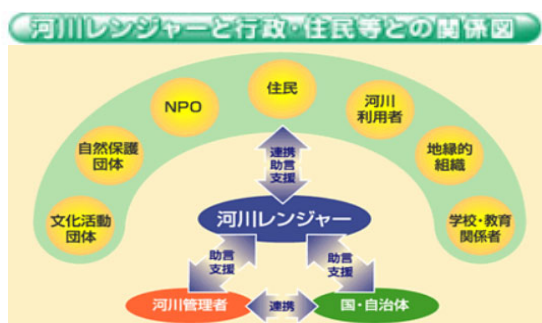 河川レンジャーと行政・住民等との関係図
住民
NPO
河川
利用者
自然保護
団体
地縁的
組織
文化活動
団体
学校・教育
関係者
連携
助言
支援
河川レンジャー
助言
支援
助言
支援
河川管理者
連携
国・自治体